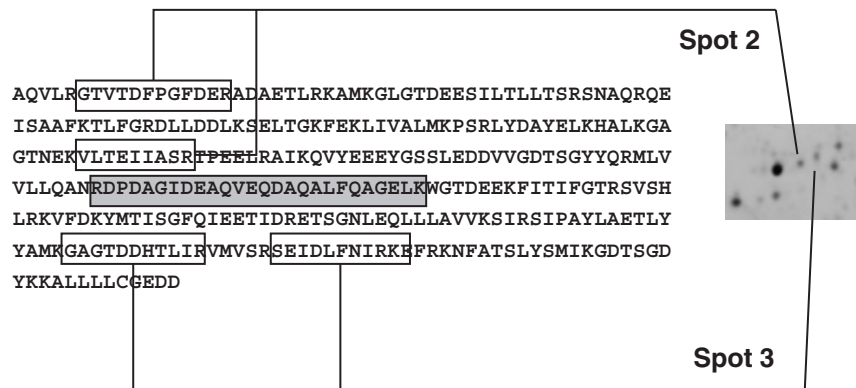 Spot 2
AQVLRGTVTDFPGFDERADAETLRKAMKGLGTDEESILTLLTSRSNAQRQE
ISAAFKTLFGRDLLDDLKSELTGKFEKLIVALMKPSRLYDAYELKHALKGA
GTNEKVLTEIIASRTPEELRAIKQVYEEEYGSSLEDDVVGDTSGYYQRMLV
VLLQANRDPDAGIDEAQVEQDAQALFQAGELKWGTDEEKFITIFGTRSVSH
LRKVFDKYMTISGFQIEETIDRETSGNLEQLLLAVVKSIRSIPAYLAETLY
YAMKGAGTDDHTLIRVMVSRSEIDLFNIRKEFRKNFATSLYSMIKGDTSGD
YKKALLLLCGEDD
Spot 3